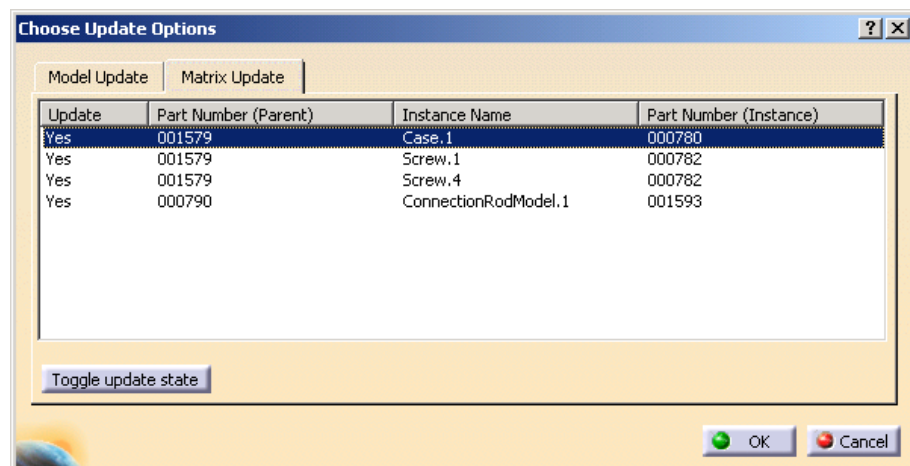 Choose Update Options
Model Update Matrix Update
Update Part Number (Parent) Instance Name Part Number (Instance)
Yes 001579 Case.1 000780
Yes 001579 Screw.1 000782
Yes 001579 Screw.4 000782
Yes 000790 ConnectionRodModel.1 001593
Toggle update state
OK Cancel